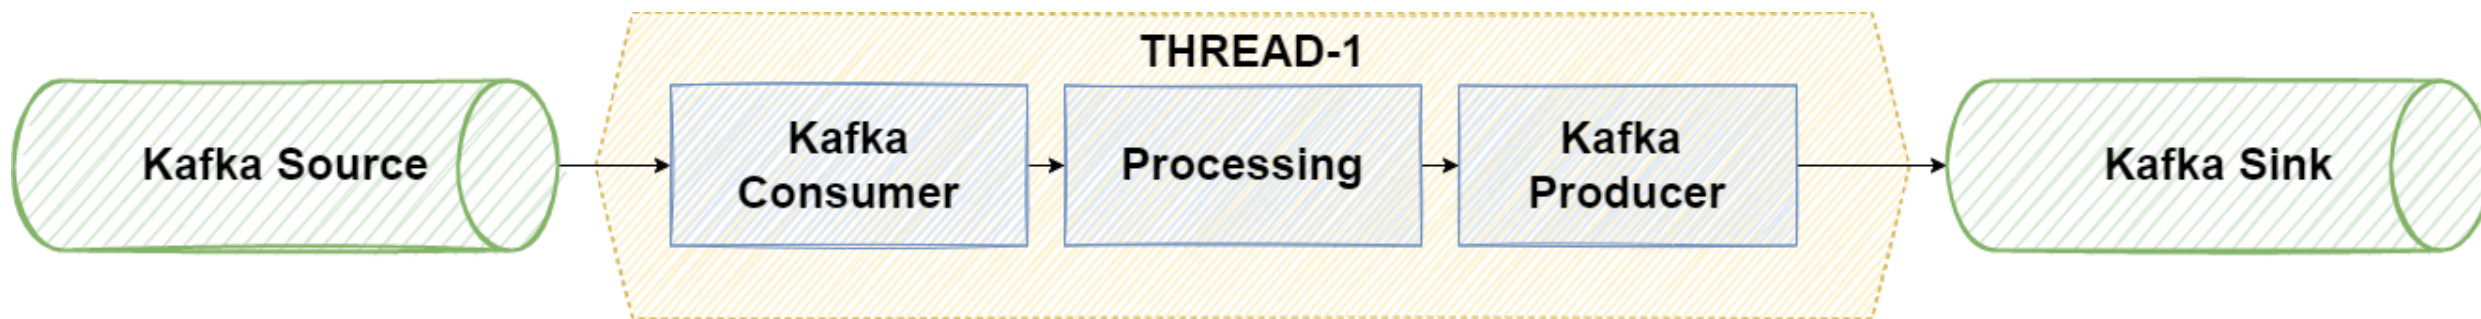 THREAD-1
Kafka Source
Kafka
Consumer
Processing
Kafka
Producer
Kafka Sink